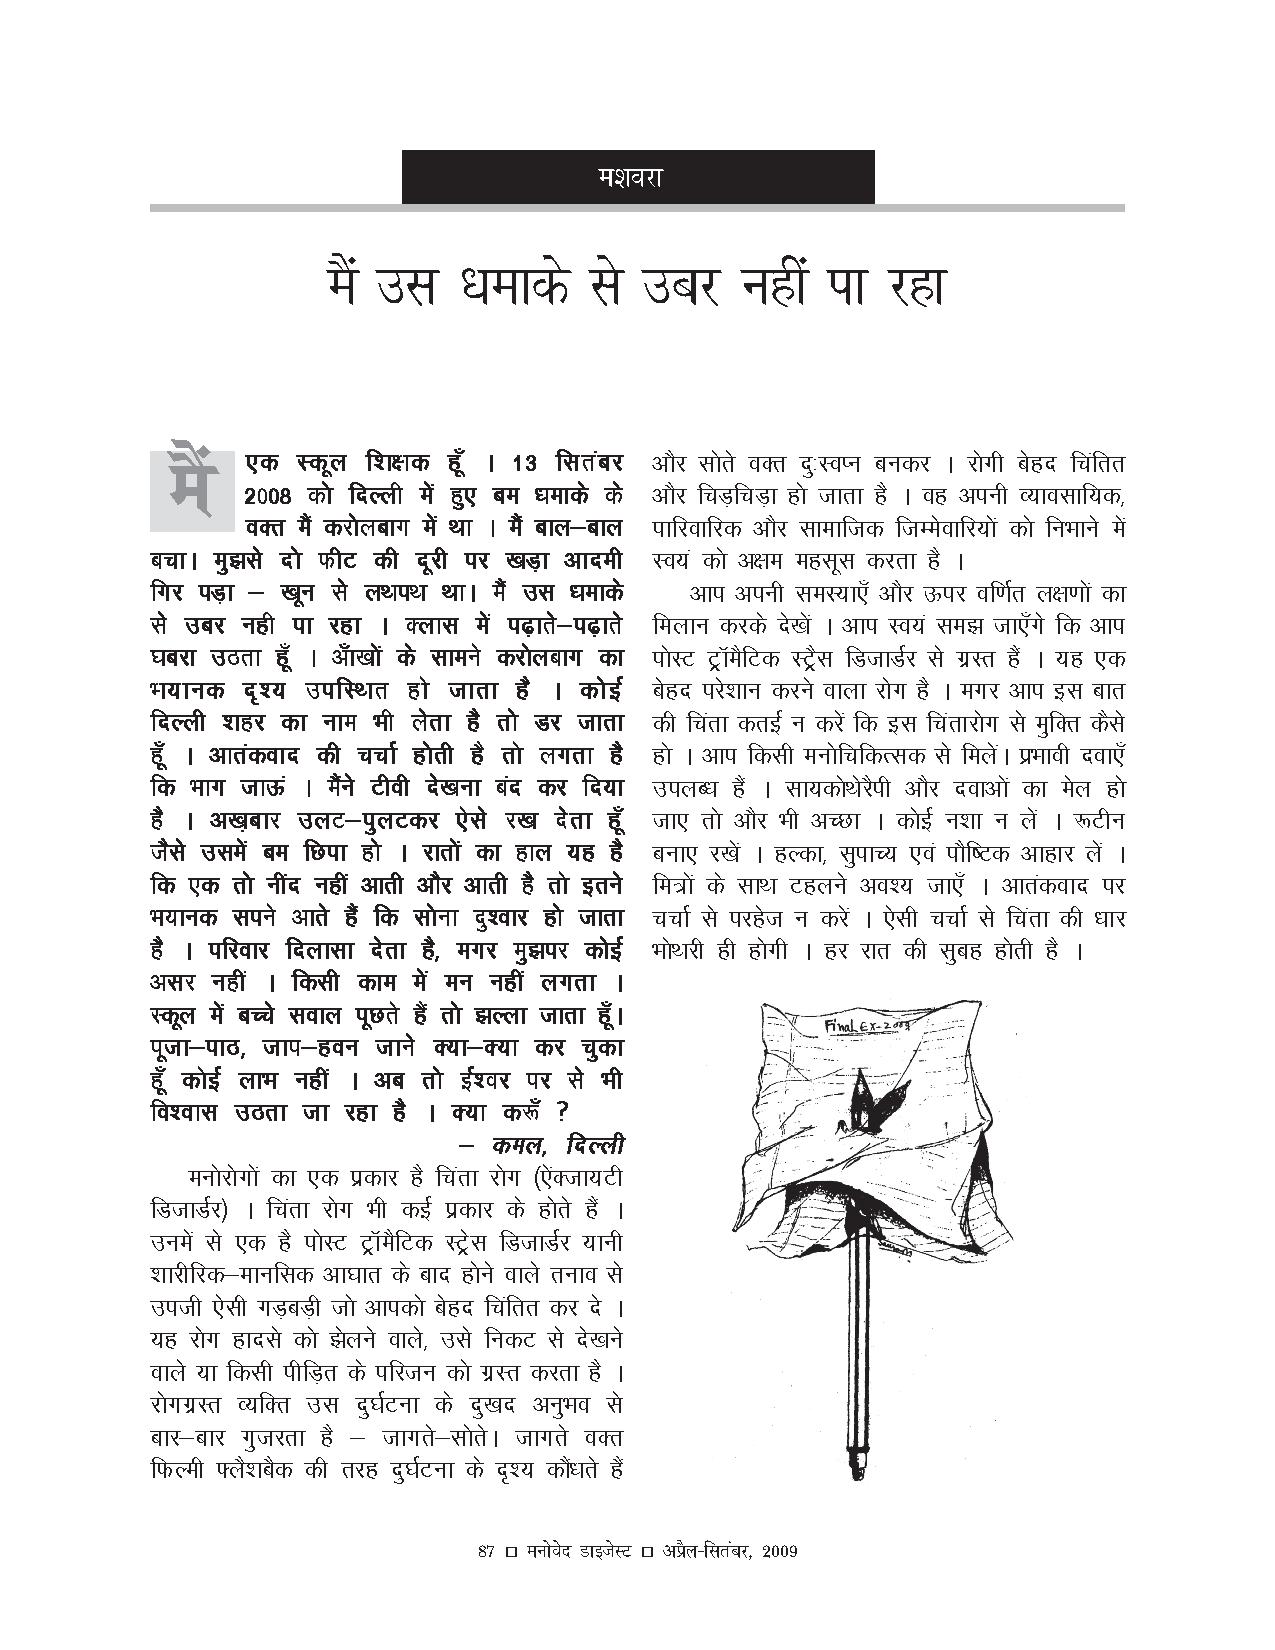 मशवरा
मैं उस धमाके से उबर नहीं पा रहा
मैं एक स्कूल शिक्षक हूँ । 13 सितंबर
2008 को दिल्ली में हुए बम धमाके के
वक्त मैं करोलबाग में था । मैं बाल–बाल
बचा। मुझसे दो फीट की दूरी पर खड़ा आदमी
गिर पड़ा – खून से लथपथ था। मैं उस धमाके
से उबर नही पा रहा । क्लास में पढ़ाते–पढ़ाते
घबरा उठता हूँ । आँखों के सामने करोलबाग का
भयानक दृश्य उपस्थित हो जाता है । कोई
दिल्ली शहर का नाम भी लेता है तो डर जाता
हूँ । आतंकवाद की चर्चा होती है तो लगता है
कि भाग जाऊं । मैंने टीवी देखना बंद कर दिया
है । अख़बार उलट–पुलटकर ऐसे रख देता हूँ
जैसे उसमें बम छिपा हो । रातों का हाल यह है
कि एक तो नींद नहीं आती और आती है तो इतने
भयानक सपने आते हैं कि सोना दुश्वार हो जाता
है । परिवार दिलासा देता है, मगर मुझपर कोई
असर नहीं । किसी काम में मन नहीं लगता ।
स्कूल में बच्चे सवाल पूछते हैं तो झल्ला जाता हूँ।
पूजा–पाठ, जाप–हवन जाने क्या–क्या कर चुका
हूँ कोई लाभ नहीं । अब तो ईश्वर पर से भी
विश्वास उठता जा रहा है । क्या करूँ ?
– कमल, दिल्ली
मनोरोगों का एक प्रकार है चिंता रोग (ऐंक्जायटी
डिजार्डर) । चिंता रोग भी कई प्रकार के होते हैं ।
उनमें से एक है पोस्ट ट्रॉमैटिक स्ट्रेस डिजार्डर यानी
शारीरिक–मानसिक आघात के बाद होने वाले तनाव से
उपजी ऐसी गड़बड़ी जो आपको बेहद चिंतित कर दे ।
यह रोग हादसे को झेलने वाले, उसे निकट से देखने
वाले या किसी पीड़ित के परिजन को ग्रस्त करता है ।
रोगग्रस्त व्यक्ति उस दुर्घटना के दुखद अनुभव से
बार–बार गुजरता है – जागते–सोते। जागते वक्त
फिल्मी फ्लैशबैक की तरह दुर्घटना के दृश्य कौंधते हैं
और सोते वक्त दुःस्वप्न बनकर । रोगी बेहद चिंतित
और चिड़चिड़ा हो जाता है । वह अपनी व्यावसायिक,
पारिवारिक और सामाजिक जिम्मेवारियों को निभाने में
स्वयं को अक्षम महसूस करता है ।
आप अपनी समस्याएँ और ऊपर वर्णित लक्षणों का
मिलान करके देखें । आप स्वयं समझ जाएँगे कि आप
पोस्ट ट्रॉमैटिक स्ट्रैस डिजार्डर से ग्रस्त हैं । यह एक
बेहद परेशान करने वाला रोग है । मगर आप इस बात
की चिंता कतई न करें कि इस चिंतारोग से मुक्ति कैसे
हो । आप किसी मनोचिकित्सक से मिलें। प्रभावी दवाएँ
उपलब्ध हैं । सायकोथेरैपी और दवाओं का मेल हो
जाए तो और भी अच्छा । कोई नशा न लें । रूटीन
बनाए रखें । हल्का, सुपाच्य एवं पौष्टिक आहार लें ।
मित्रों के साथ टहलने अवश्य जाएँ । आतंकवाद पर
चर्चा से परहेज न करें । ऐसी चर्चा से चिंता की धार
भोथरी ही होगी । हर रात की सुबह होती है ।
Final EX-2008
87 □ मनोवेद डाइजेस्ट □ अप्रैल-सितंबर, 2009